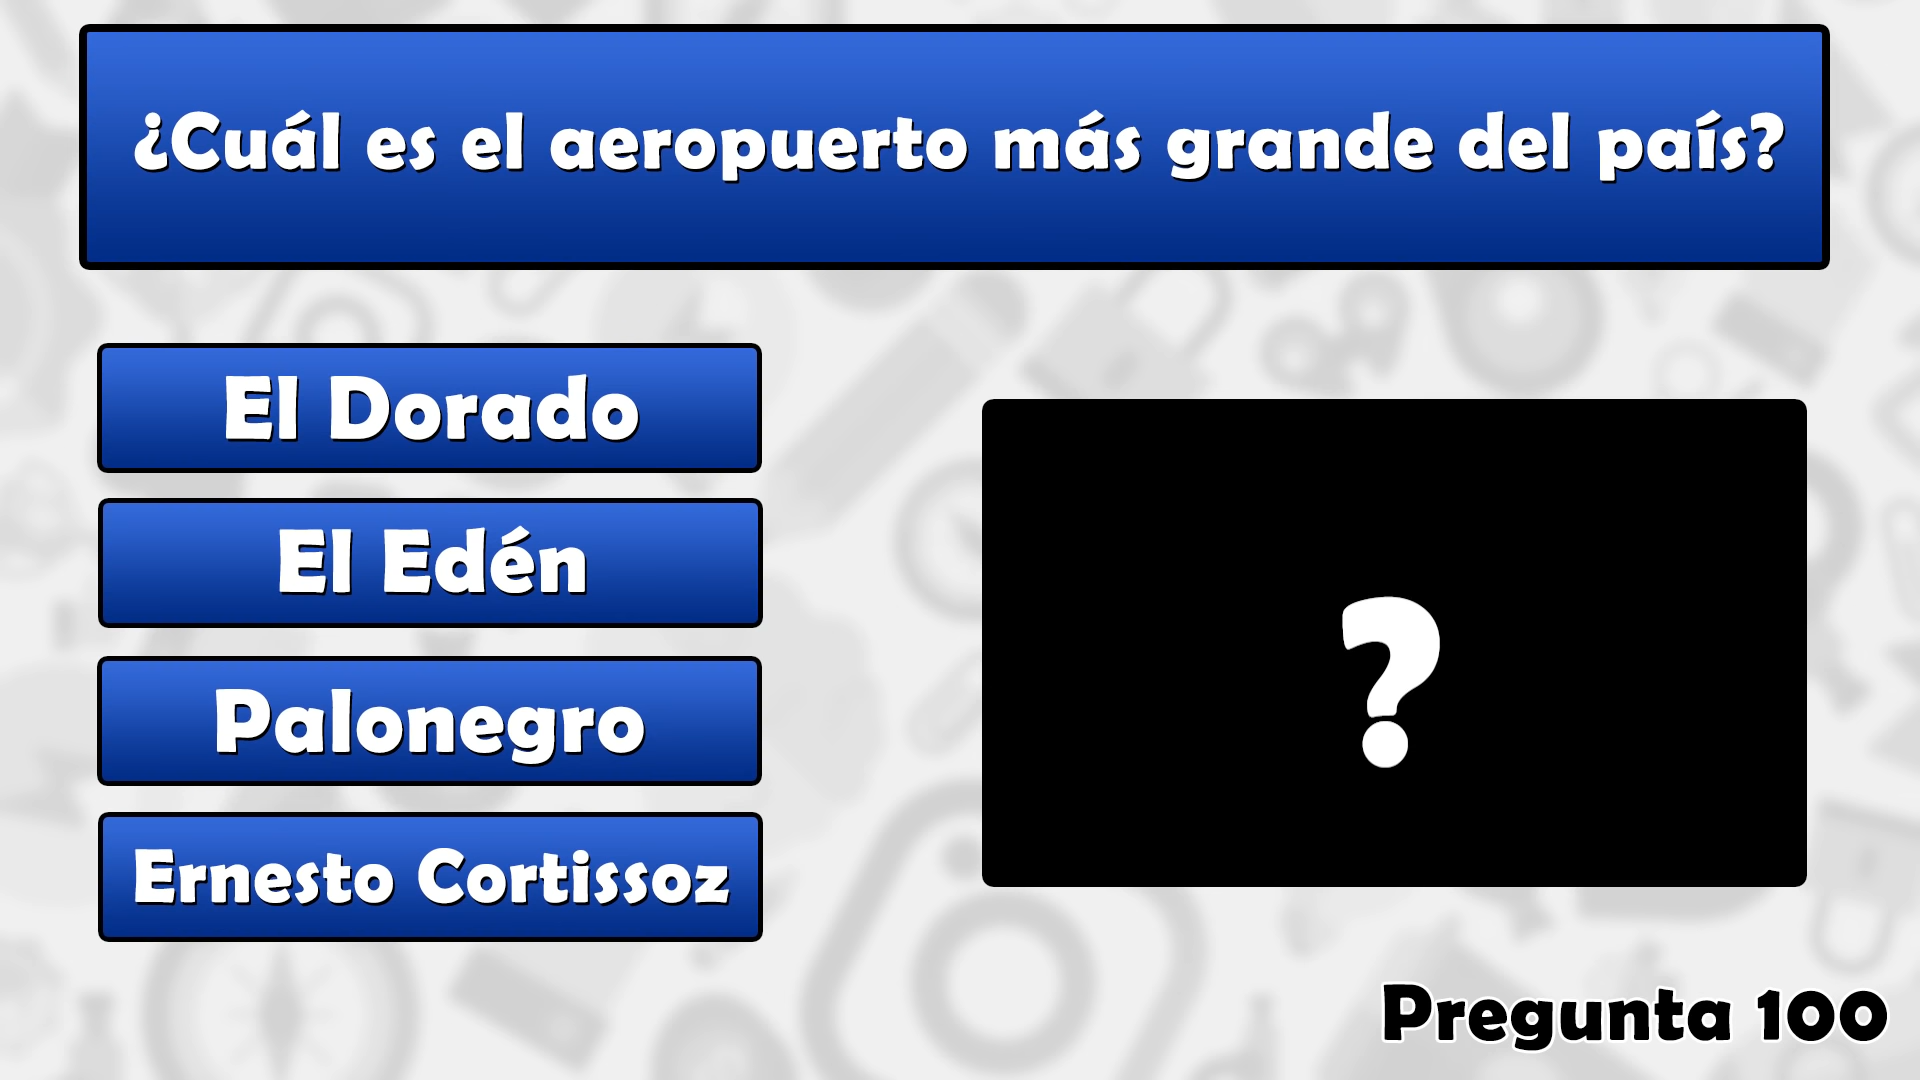 ¿Cuál es el aeropuerto más grande del país?
El Dorado
El Edén
Palonegro
Ernesto Cortissoz
?
Pregunta 100